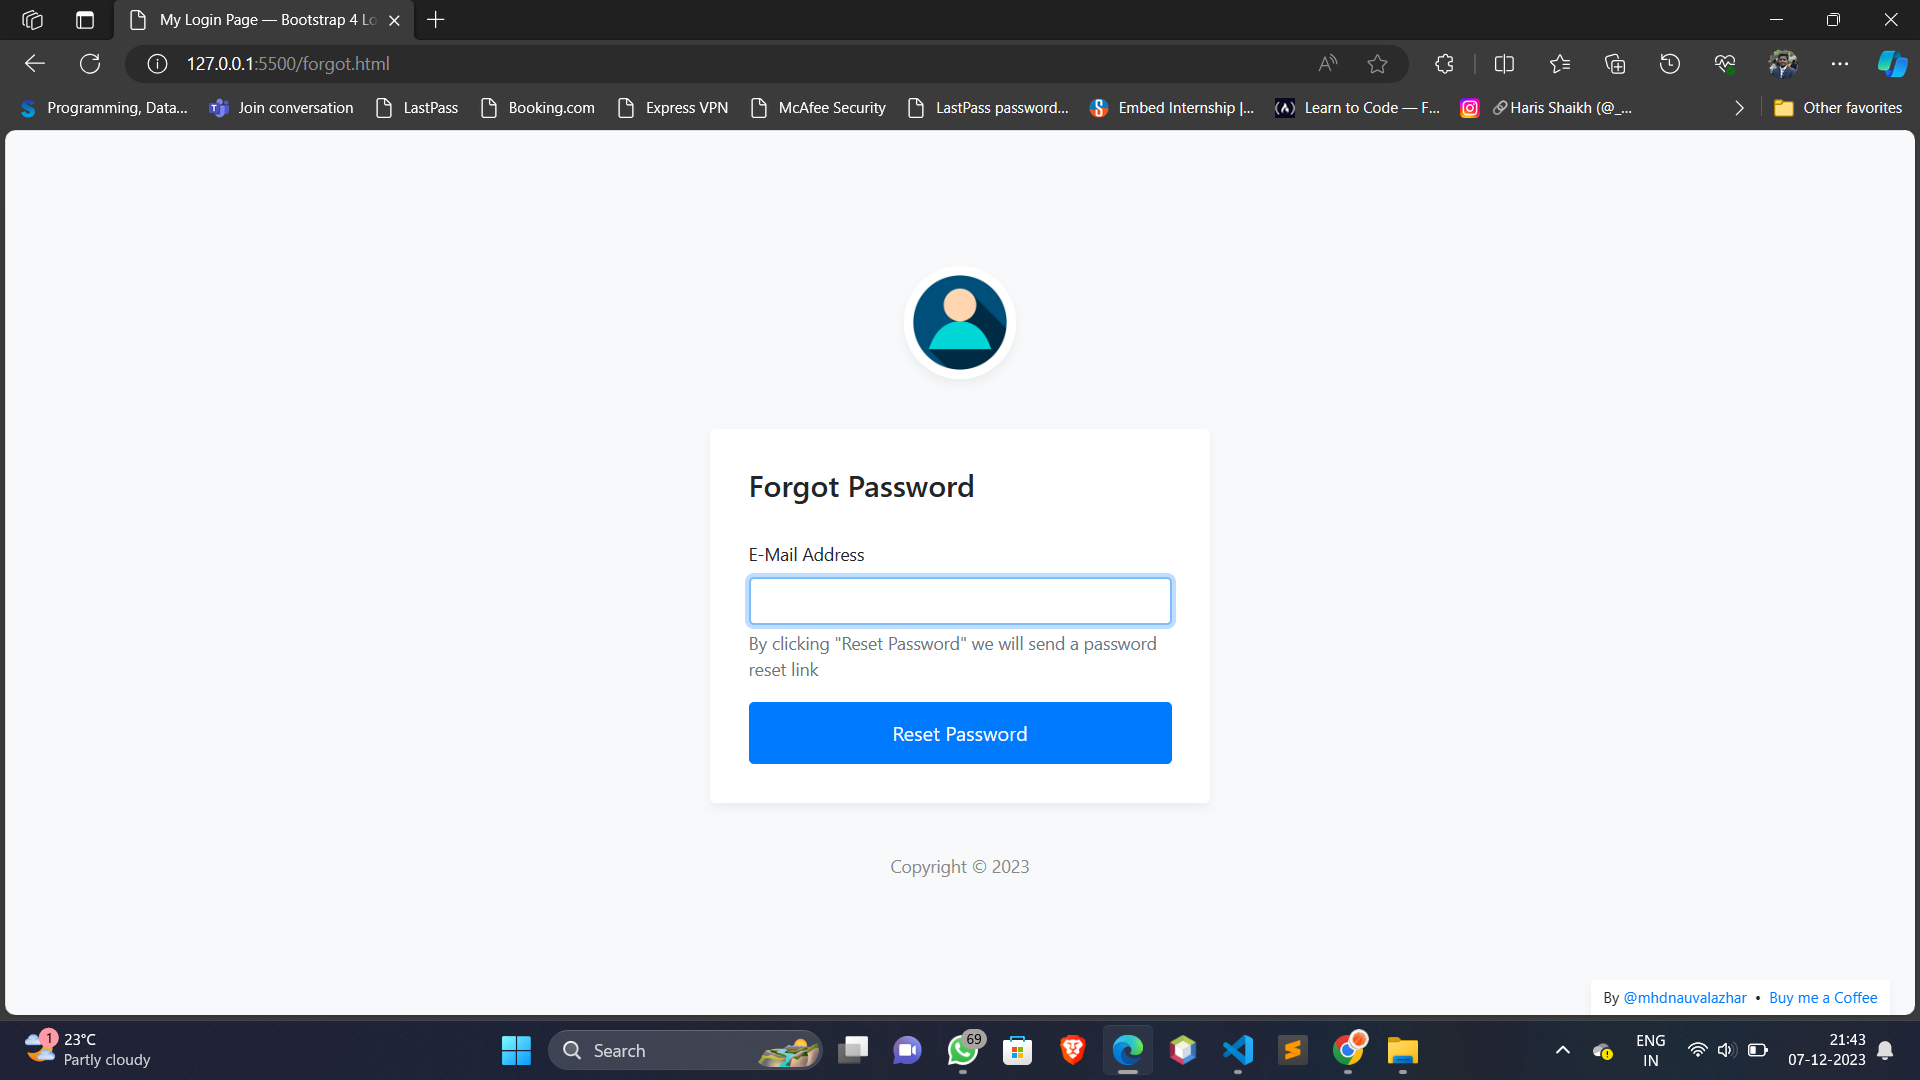 My Login Page — Bootstrap 4 Lo
127.0.0.1:5500/forgot.html
Programming, Data...
Join conversation
LastPass
Booking.com
Express VPN
McAfee Security
LastPass password...
Embed Internship |...
Learn to Code — F...
Haris Shaikh (@_...
Other favorites
Forgot Password
E-Mail Address
By clicking "Reset Password" we will send a password
reset link
Reset Password
Copyright © 2023
By @mhdnauvalazhar • Buy me a Coffee
1
23°C
Partly cloudy
Search
69
ENG
IN
21:43
07-12-2023